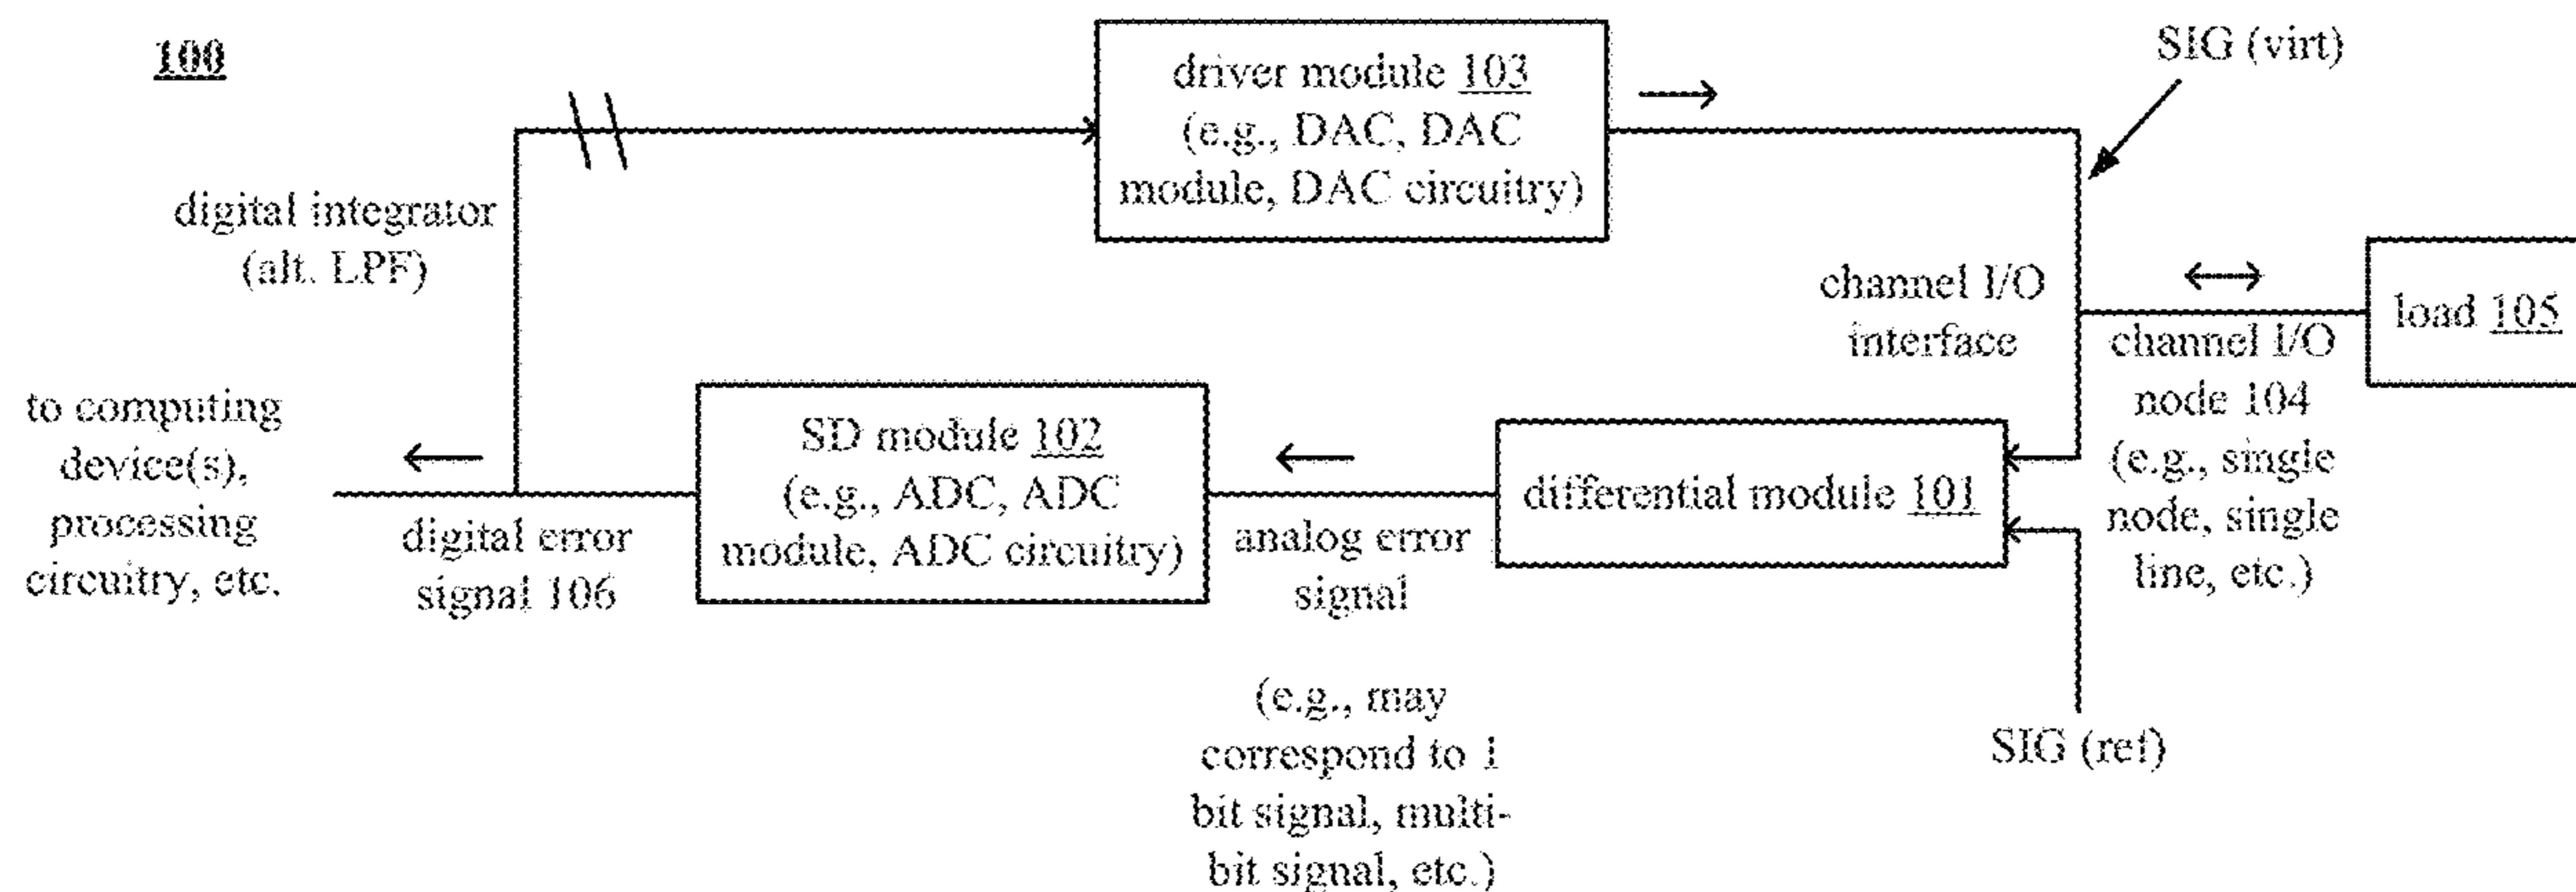 100
driver module 103
(e.g., DAC, DAC
module, DAC circuitry)
SIG (virt)
digital integrator
(alt. LPF)
channel I/O
interface
load 105
channel I/O
node 104
(e.g., single
node, single
line, etc.)
to computing
device(s),
processing
circuitry, etc.
digital error
signal 106
SD module 102
(e.g., ADC, ADC
module, ADC circuitry)
analog error
signal
differential module 101
(e.g., may
correspond to 1
bit signal, multi-
bit signal, etc.)
SIG (ref)